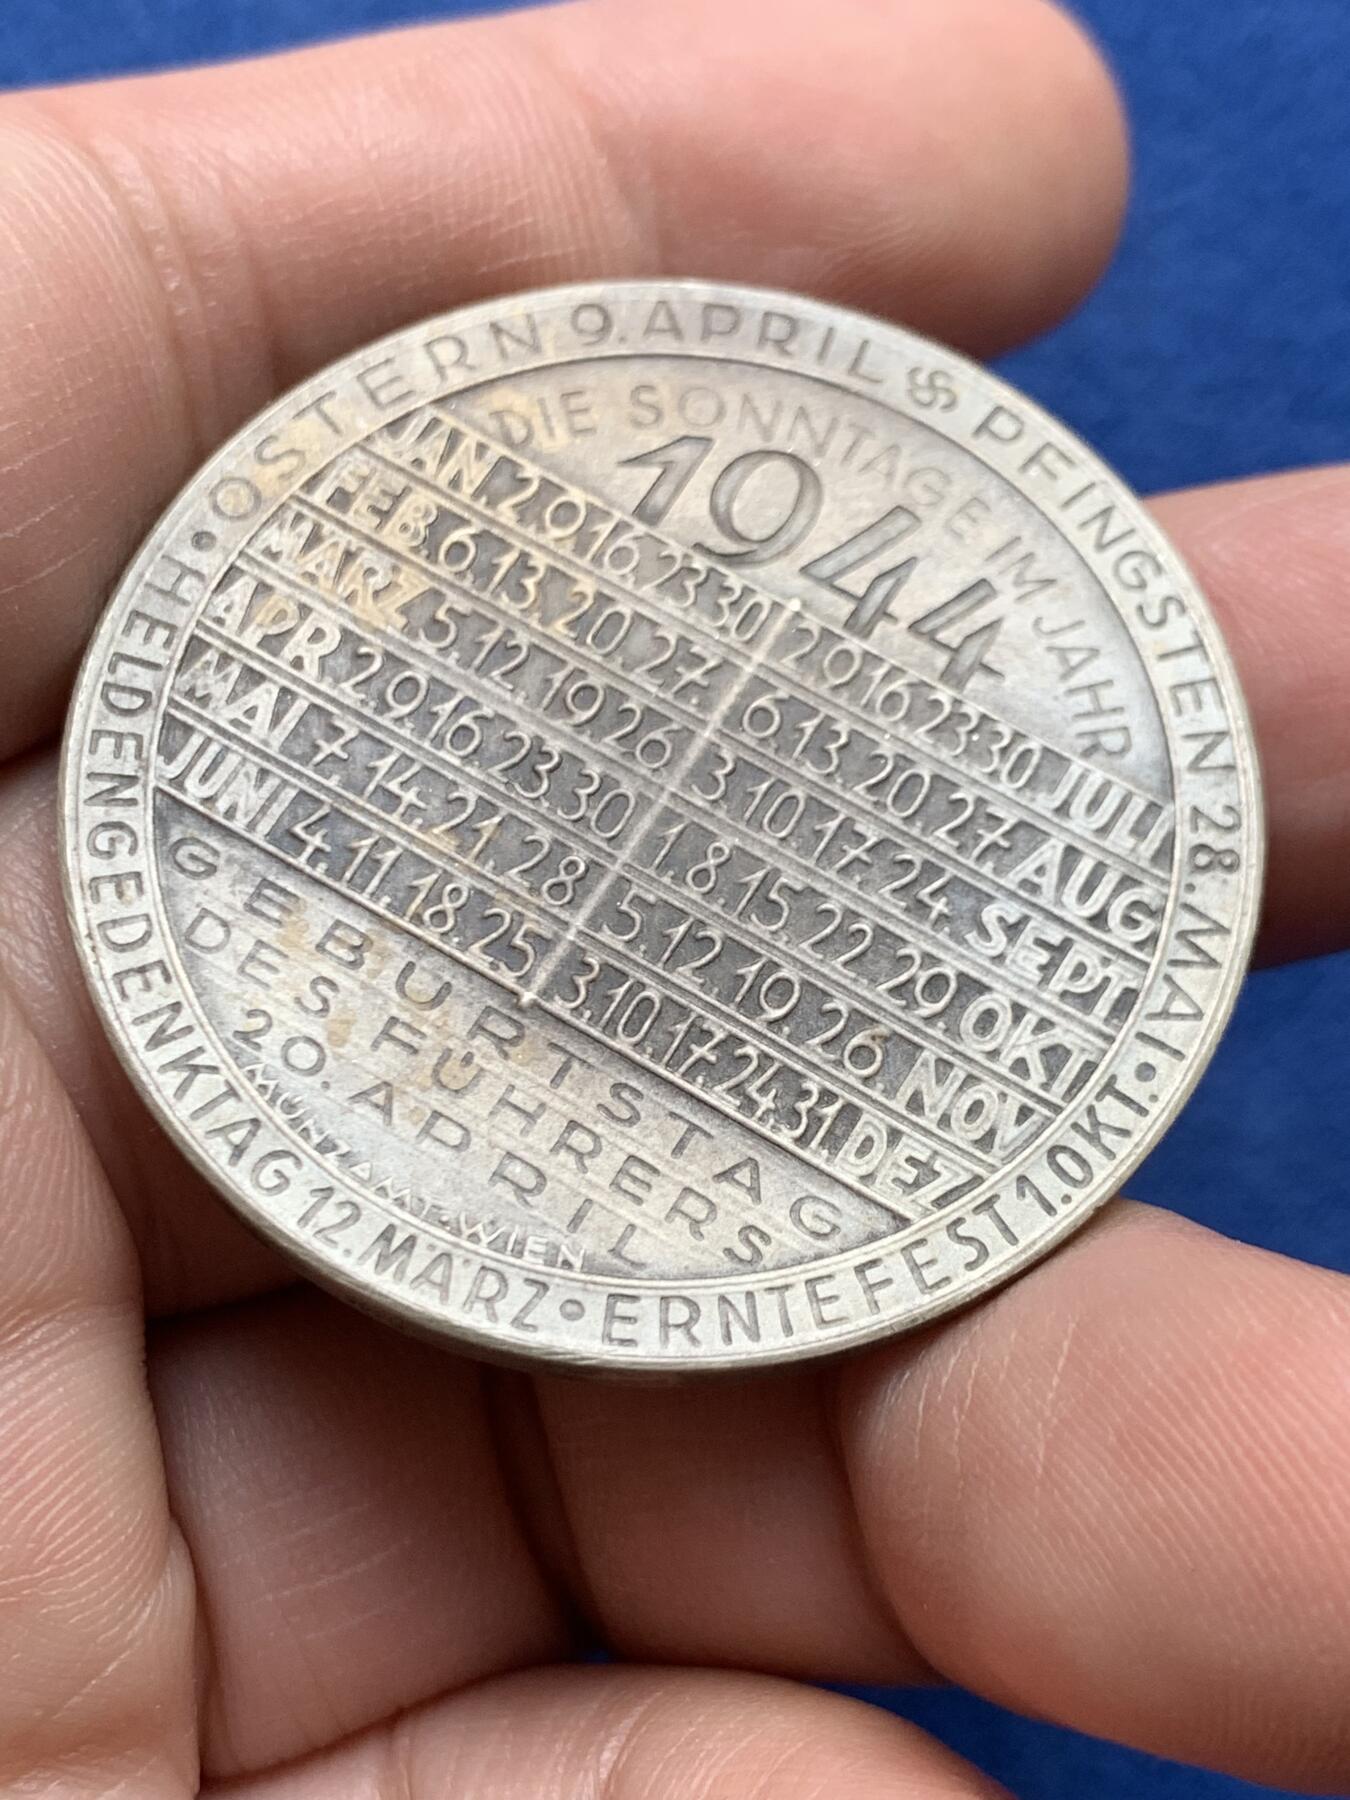 OSTERN 9. APRIL
PFINGSTEN 28. MAI •
ERNTEFEST 1. OKT.
• HELDENGEDENKTAG 12. MÄRZ •
DIE SONNTAGE IM JAHR
1944
JAN. 2.9.16.23.30 2.9.16.23.30 JULI
FEB. 6.13.20.27. 6.13.20.27. AUG
MÄRZ 5.12.19.26 3.10.17.24. SEPT
APR 2.9.16.23.30 1.8.15.22.29. OKT
MAI 7.14.21.28 5.12.19.26. NOV
JUNI 4.11.18.25 3.10.17.24.31 DEZ
GEBURTSTAG
DES FÜHRERS
20. APRIL
MÜNZAMT. WIEN